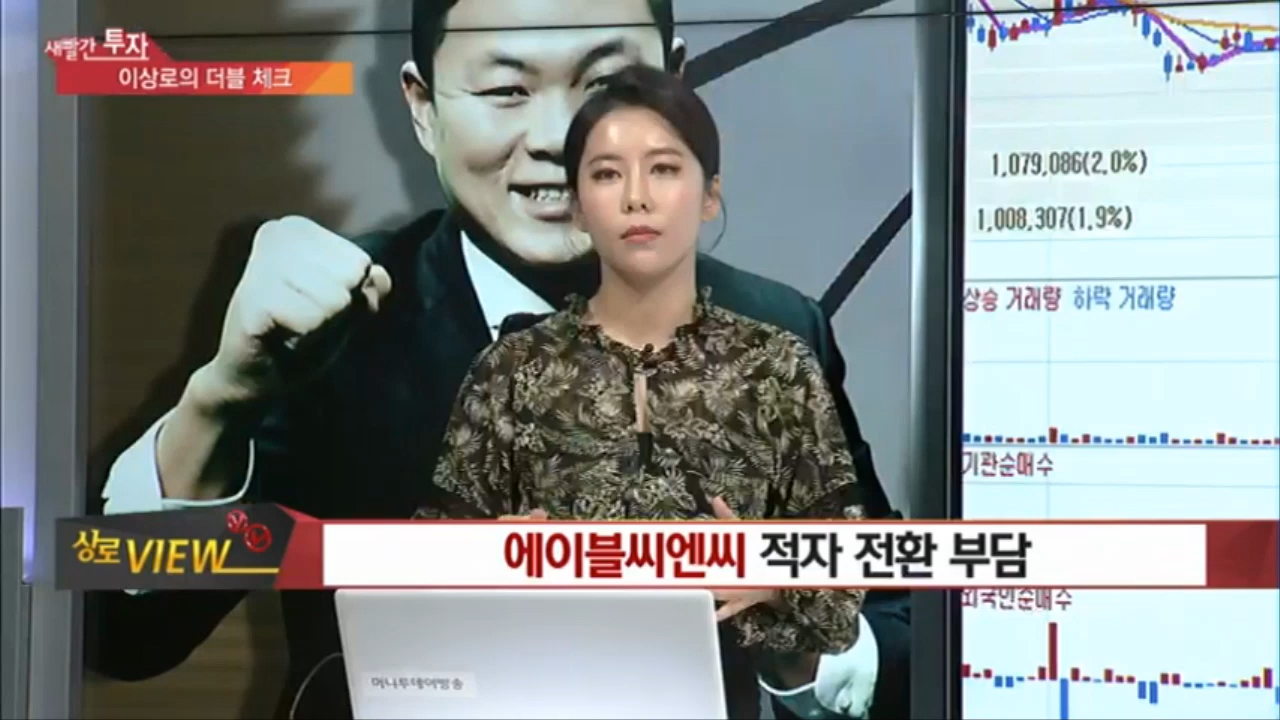 새빨간 투자
이상로의 더블 체크
1,079,086(2.0%)
1,008,307(1.9%)
상승 거래량 하락 거래량
기관순매수
상로 VIEW
에이블씨엔씨 적자 전환 부담
외국인순매수
머니투데이방송